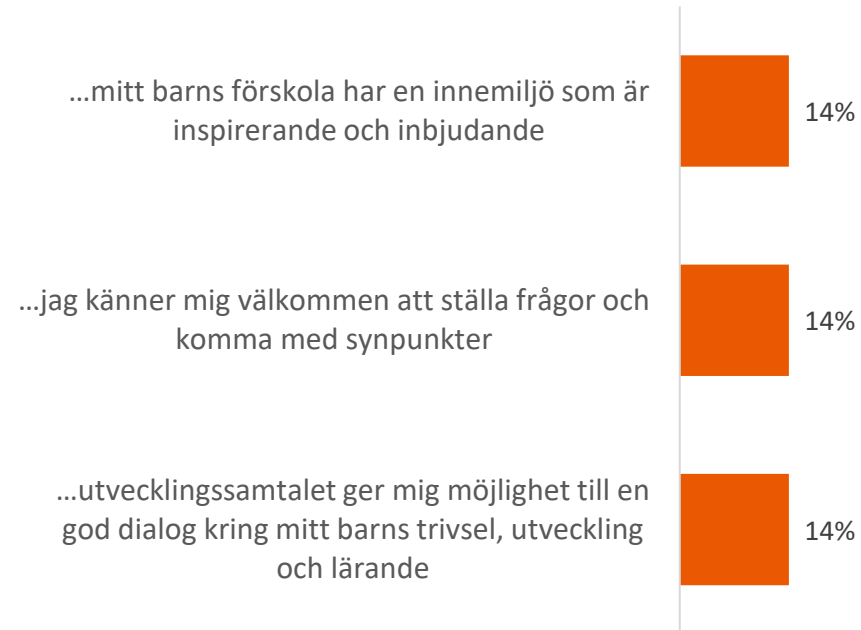 …mitt barns förskola har en innemiljö som är
inspirerande och inbjudande
14%
…jag känner mig välkommen att ställa frågor och
komma med synpunkter
14%
…utvecklingssamtalet ger mig möjlighet till en
god dialog kring mitt barns trivsel, utveckling
och lärande
14%